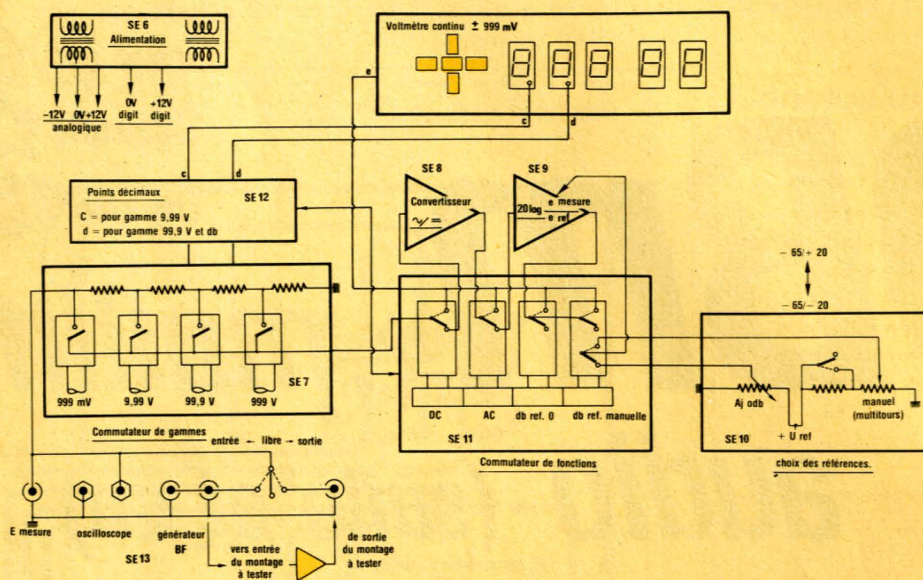 SE 6
Alimentation
-12V 0V +12V
analogique
0V
digit
+12V
digit
Voltmètre continu ± 999 mV
e
c
d
c
d
Points décimaux
SE 12
C = pour gamme 9,99 V
d = pour gamme 99,9 V et db
SE 8
Convertisseur
∿/=
SE 9
e mesure
20 log
e ref
- 65/+ 20
- 65/- 20
999 mV
9,99 V
99,9 V
999 V
SE 7
Commutateur de gammes
DC
AC
db ref. 0
db ref. manuelle
SE 11
Commutateur de fonctions
Aj odb
manuel
(multitours)
SE 10
+ U ref
choix des références.
entrée ← libre → sortie
E mesure
oscilloscope
générateur
BF
SE 13
vers entrée
du montage
à tester
de sortie
du montage
à tester